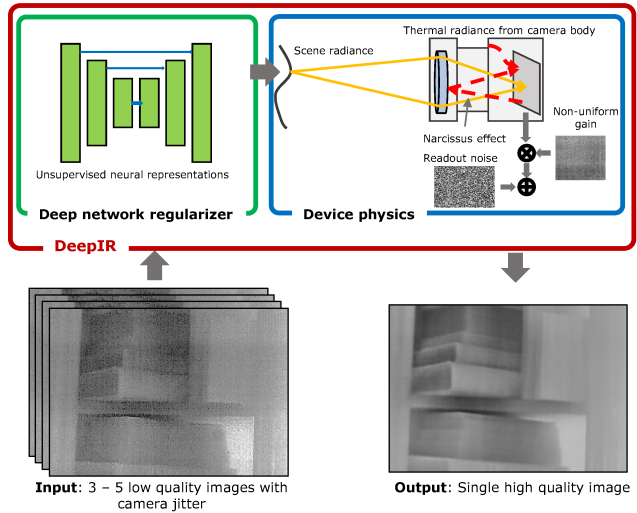 Thermal radiance from camera body
Scene radiance
Non-uniform
gain
Narcissus effect
Readout noise
Unsupervised neural representations
Deep network regularizer
Device physics
DeepIR
Input: 3 – 5 low quality images with
camera jitter
Output: Single high quality image